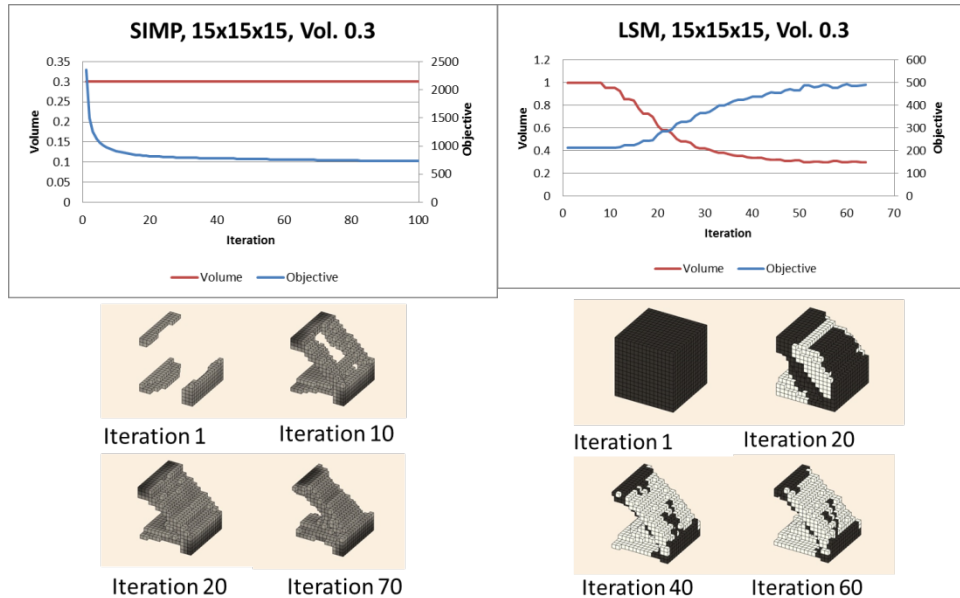 SIMP, 15x15x15, Vol. 0.3
0.35
0.3
0.25
0.2
0.15
0.1
0.05
0
Volume
2500
2000
1500
1000
500
0
Objective
0 20 40 60 80 100
Iteration
Volume Objective
LSM, 15x15x15, Vol. 0.3
1.2
1
0.8
0.6
0.4
0.2
0
Volume
600
500
400
300
200
100
0
Objective
0 10 20 30 40 50 60 70
Iteration
Volume Objective
Iteration 1
Iteration 10
Iteration 20
Iteration 70
Iteration 1
Iteration 20
Iteration 40
Iteration 60